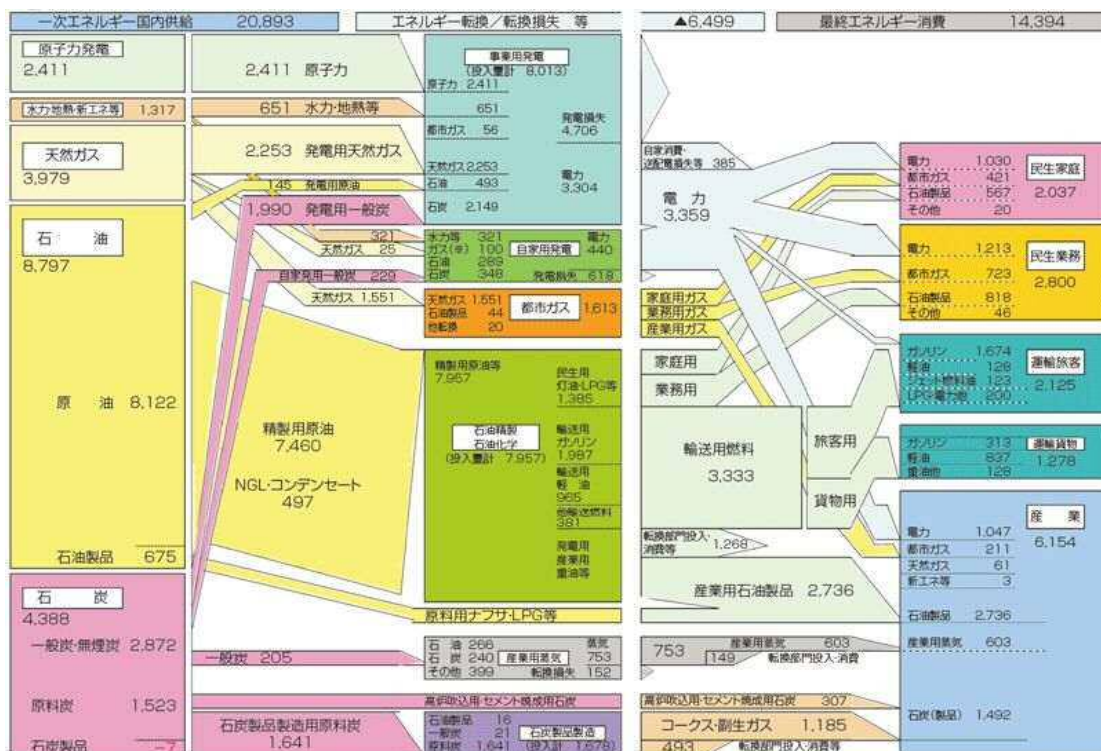 一次エネルギー国内供給 20,893
エネルギー転換/転換損失 等 ▲6,499
最終エネルギー消費 14,394
原子力発電
2,411
水力・地熱・新エネ等 1,317
天然ガス
3,979
石 油
8,797
原 油 8,122
石油製品 675
石 炭
4,388
一般炭・無煙炭 2,872
原料炭 1,523
石炭製品 -7
2,411 原子力
651 水力・地熱等
2,253 発電用天然ガス
145 発電用原油
1,990 発電用一般炭
321
天然ガス 25
自家発用一般炭 229
天然ガス 1,551
精製用原油
7,460
NGL・コンデンセート
497
原料用ナフサ・LPG等
一般炭 205
高炉吹込用・セメント焼成用石炭
石炭製品製造用原料炭
1,641
事業用発電
(投入量計 8,013)
原子力 2,411
651
都市ガス 56
発電損失
4,706
天然ガス 2,253
石油 493
電力
3,304
石炭 2,149
水力等 321
ガス(本) 100
石油 289
石炭 348
自家用発電
電力
440
発電損失 618
天然ガス 1,551
石油製品 44
他転換 20
都市ガス 1,613
精製用原油等
7,957
民生用
灯油・LPG等
1,385
石油精製
石油化学
(投入量計 7,957)
輸送用
ガソリン
1,987
輸送用
軽 油
965
他輸送燃料
381
発電用
産業用
重油等
石 油 266
石 炭 240
その他 399
産業用蒸気
蒸気
753
転換損失 152
石油製品 16
一般炭 21
原料炭 1,641
石炭製品製造
(投入計 1,678)
自家消費・
送配電損失等 385
電 力
3,359
家庭用ガス
業務用ガス
産業用ガス
家庭用
業務用
輸送用燃料
3,333
旅客用
貨物用
転換部門投入・
消費等 1,268
産業用石油製品 2,736
753
産業用蒸気 603
149 転換部門投入・消費
高炉吹込用・セメント焼成用石炭 307
コークス・副生ガス 1,185
493 転換部門投入・消費等
電力 1,030
都市ガス 421
石油製品 567
その他 20
民生家庭
2,037
電力 1,213
都市ガス 723
石油製品 818
その他 46
民生業務
2,800
ガソリン 1,674
軽油 128
ジェット燃料油 123
LPG・電力他 200
運輸旅客
2,125
ガソリン 313
軽油 837
重油他 128
運輸貨物
1,278
産 業
6,154
電力 1,047
都市ガス 211
天然ガス 61
新エネ等 3
石油製品 2,736
産業用蒸気 603
石炭(製品) 1,492